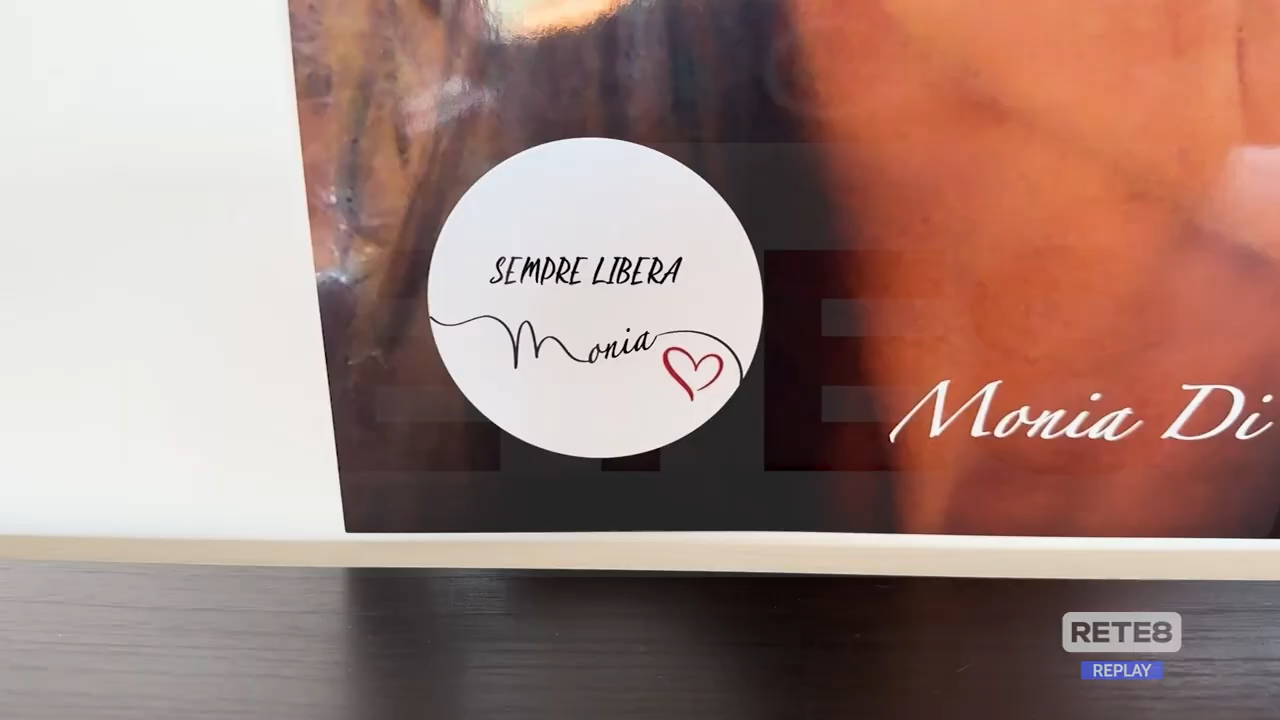 SEMPRE LIBERA
Monia
Monia Di
RETE8
REPLAY